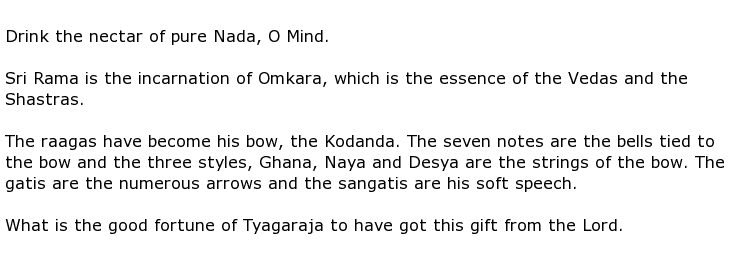 Drink the nectar of pure Nada, O Mind.
Sri Rama is the incarnation of Omkara, which is the essence of the Vedas and the
Shastras.
The raagas have become his bow, the Kodanda. The seven notes are the bells tied to
the bow and the three styles, Ghana, Naya and Desya are the strings of the bow. The
gatis are the numerous arrows and the sangatis are his soft speech.
What is the good fortune of Tyagaraja to have got this gift from the Lord.